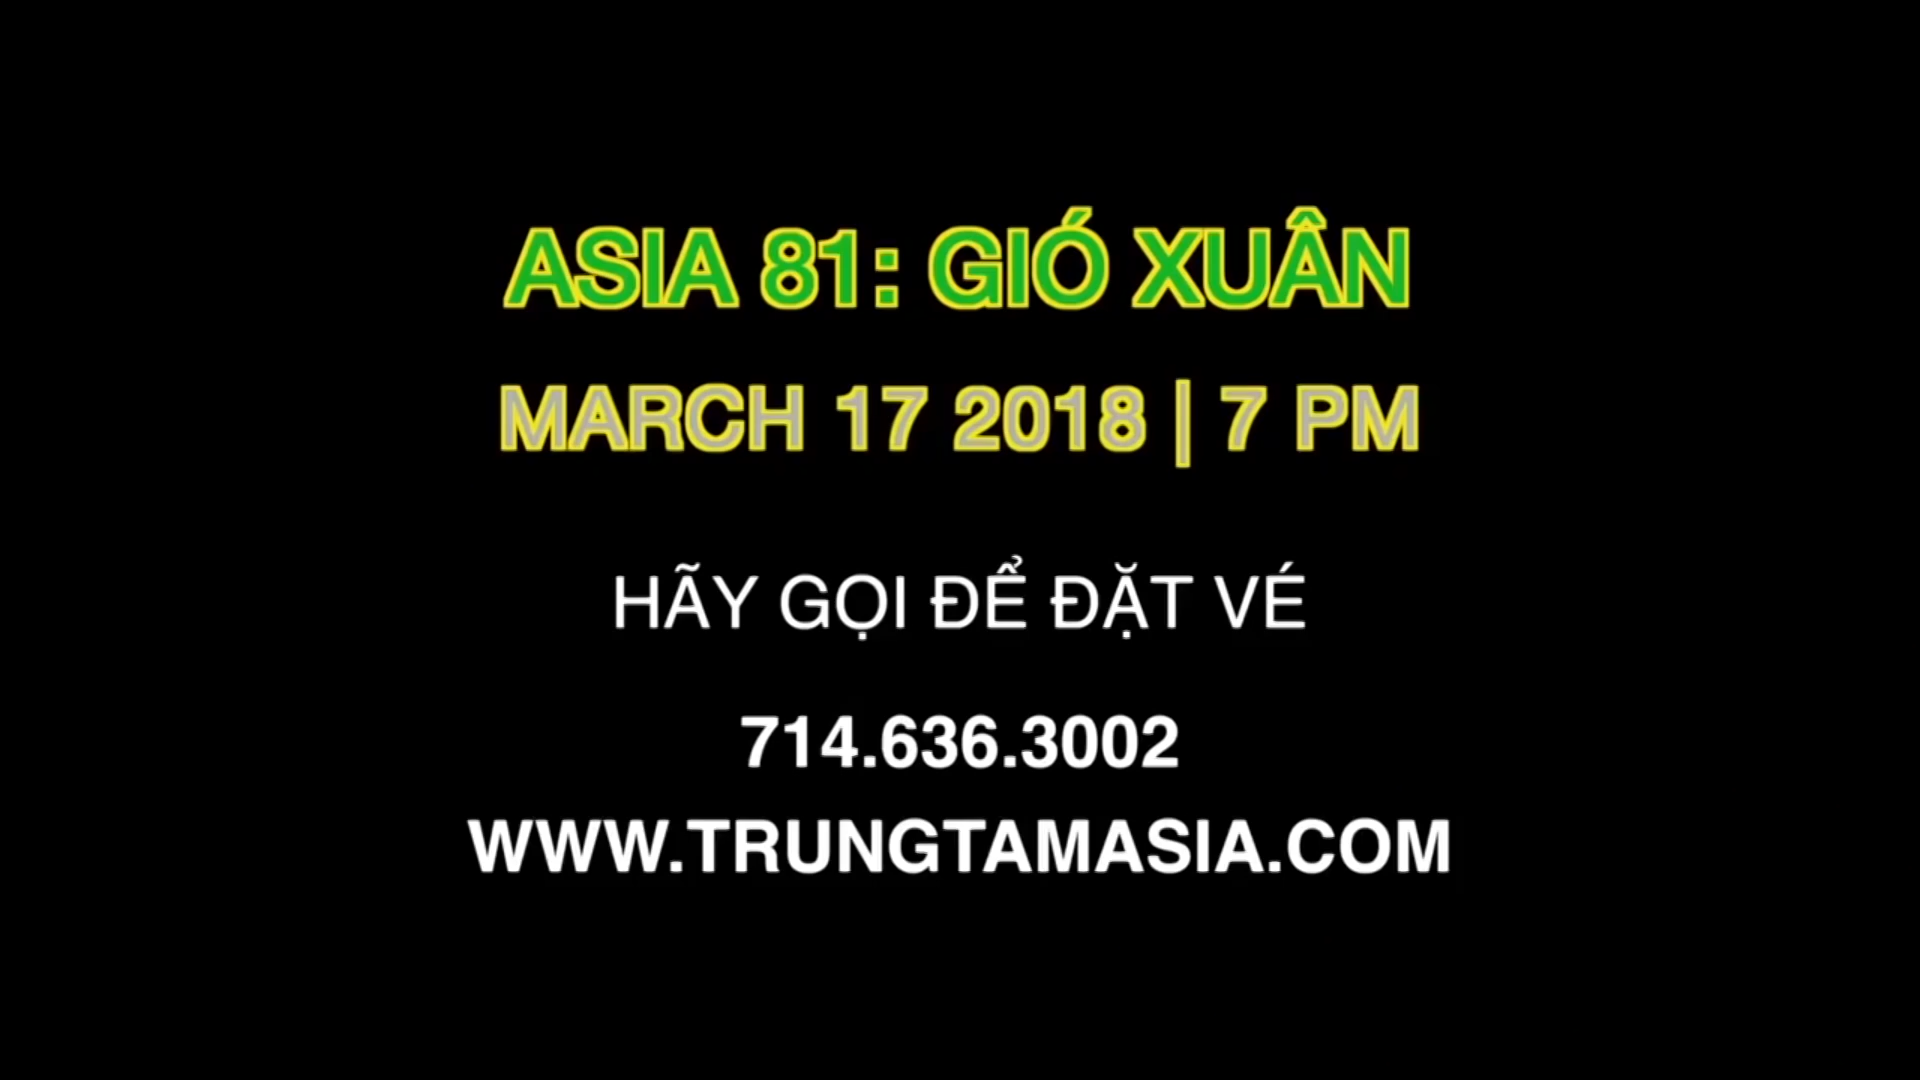 ASIA 81: GIÓ XUÂN
MARCH 17 2018 | 7 PM
HÃY GỌI ĐỂ ĐẶT VÉ
714.636.3002
WWW.TRUNGTAMASIA.COM